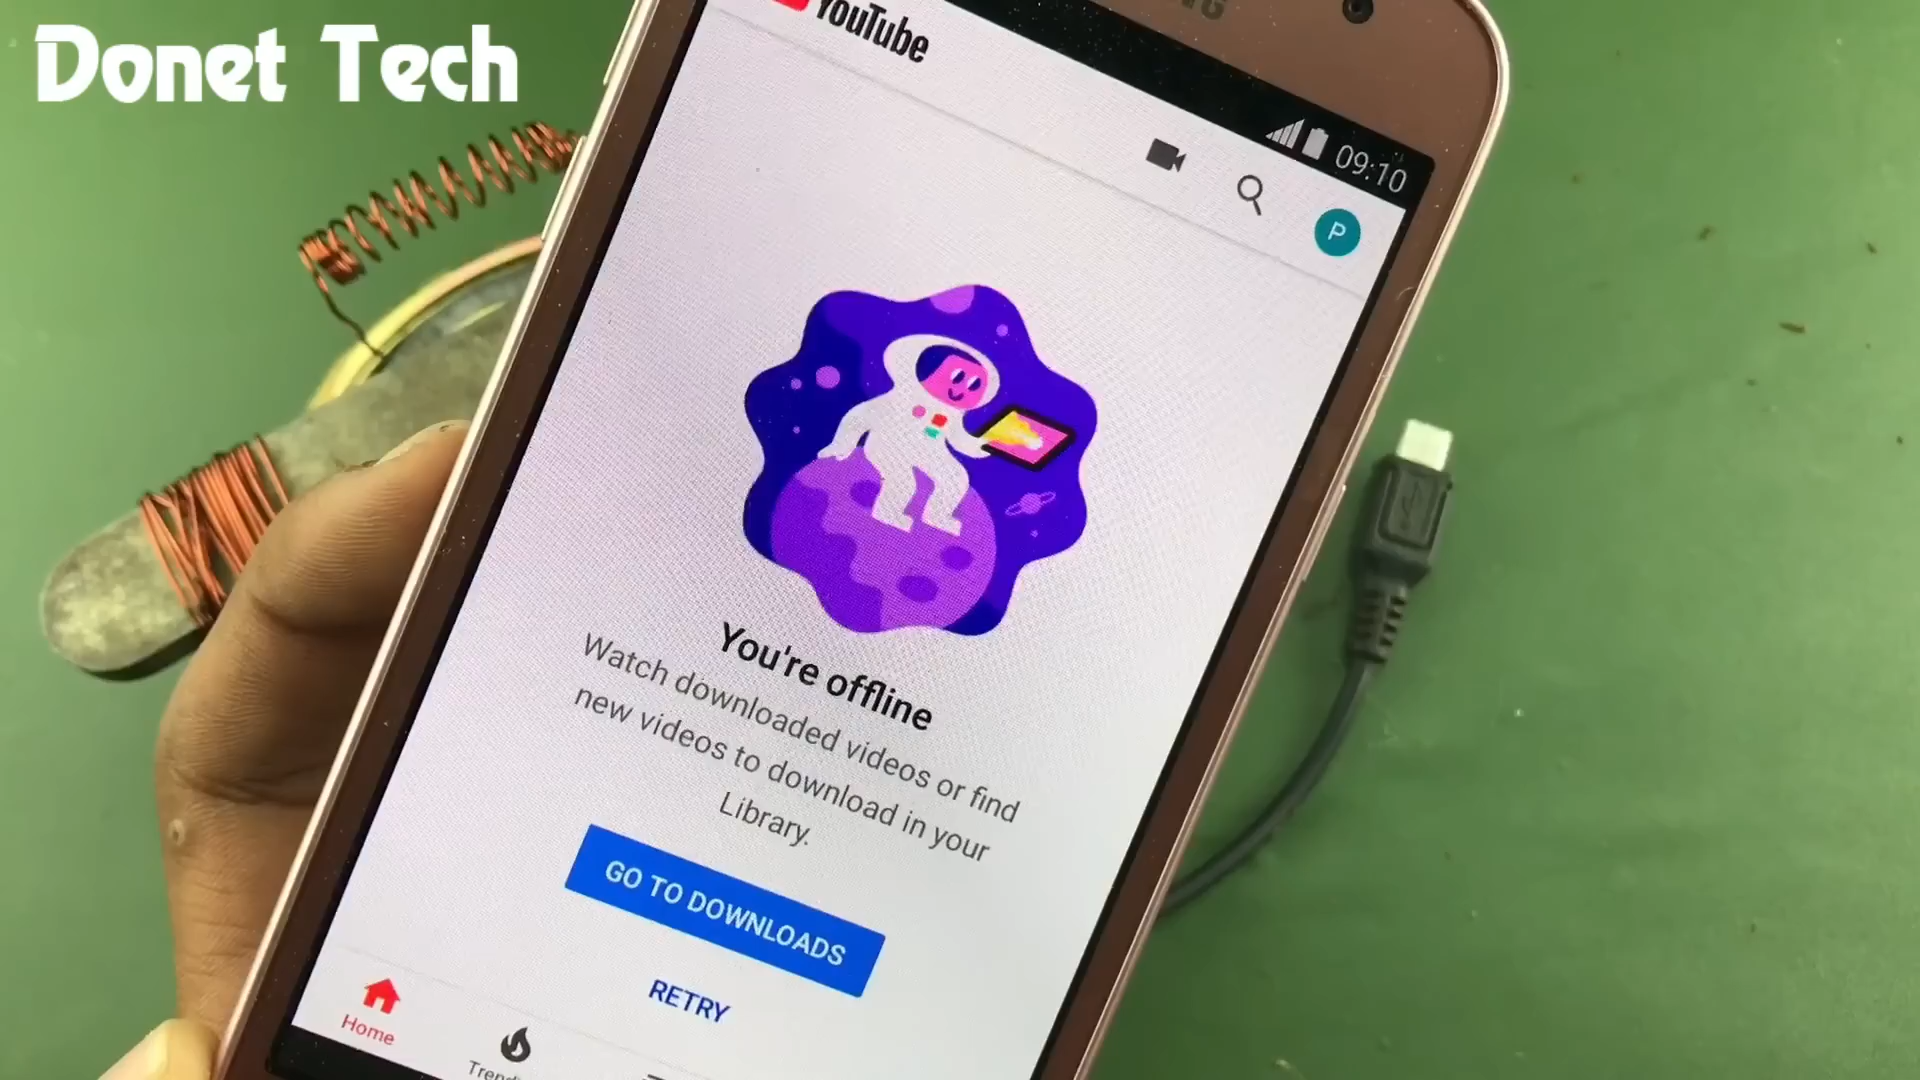 Donet Tech
YouTube
09:10
P
You're offline
Watch downloaded videos or find
new videos to download in your
Library.
GO TO DOWNLOADS
RETRY
Home